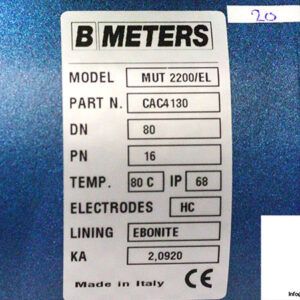 B METERS
20
MODEL MUT 2200/EL
PART N. CAC4130
DN 80
PN 16
TEMP. 80 C IP 68
ELECTRODES HC
LINING EBONITE
KA 2,0920
Made in Italy CE